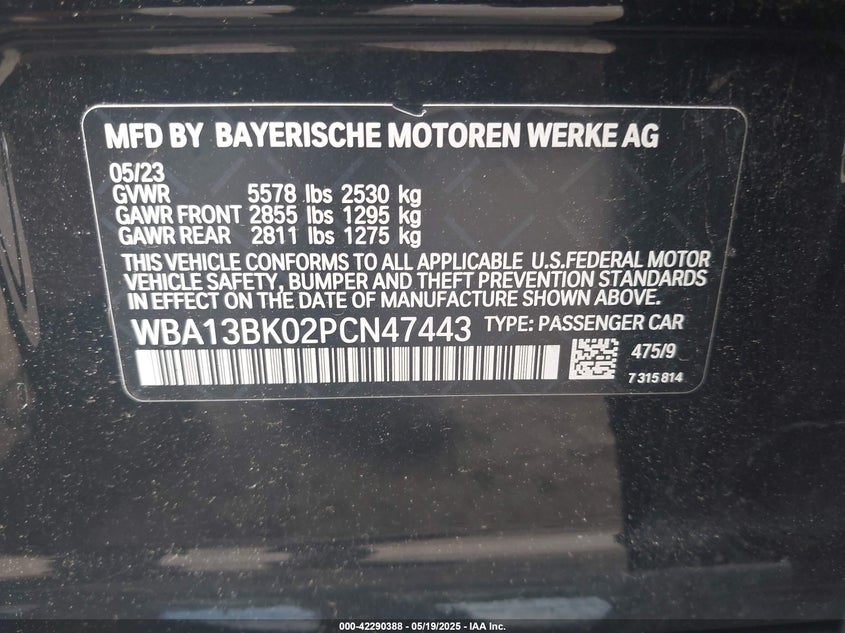 MFD BY BAYERISCHE MOTOREN WERKE AG
05/23
GVWR 5578 lbs 2530 kg
GAWR FRONT 2855 lbs 1295 kg
GAWR REAR 2811 lbs 1275 kg
THIS VEHICLE CONFORMS TO ALL APPLICABLE U.S.FEDERAL MOTOR
VEHICLE SAFETY, BUMPER AND THEFT PREVENTION STANDARDS
IN EFFECT ON THE DATE OF MANUFACTURE SHOWN ABOVE.
WBA13BK02PCN47443 TYPE: PASSENGER CAR
475/9
7 315 814
000-42290388 - 05/19/2025 - IAA Inc.